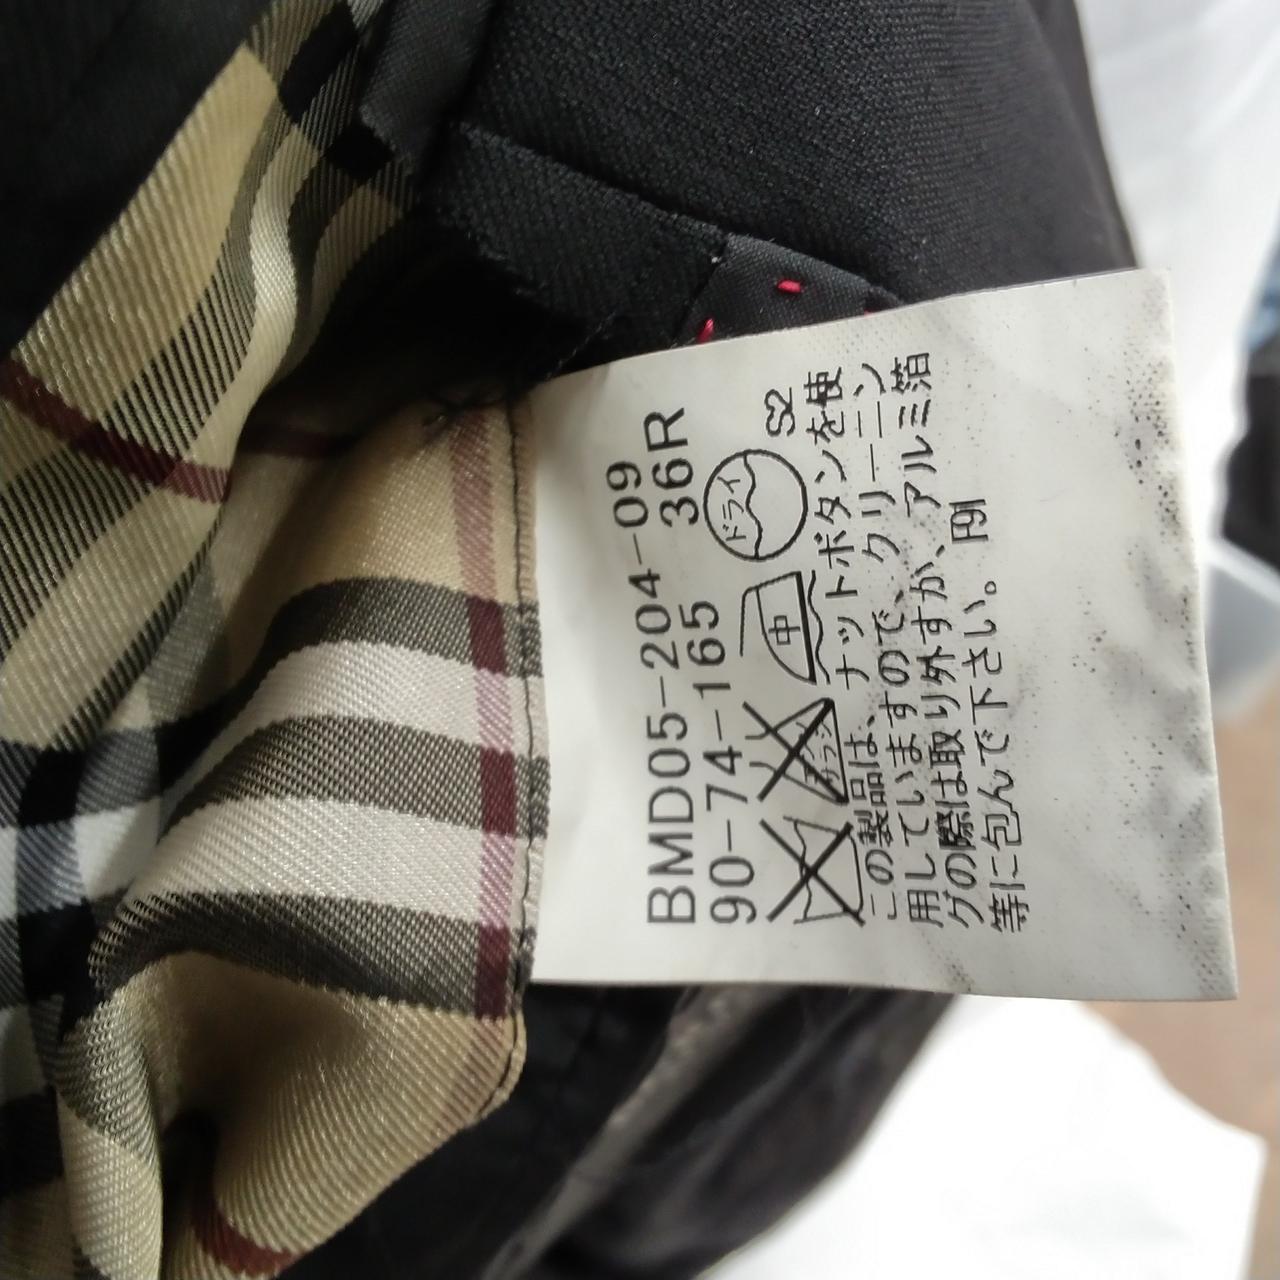 BMD05-204-09
90-74-165 36R
中
ドライ
S2
この製品は、ナットボタンを使
用していますので、クリーニン
グの際は取り外すか、アルミ箔
等に包んで下さい。 円引